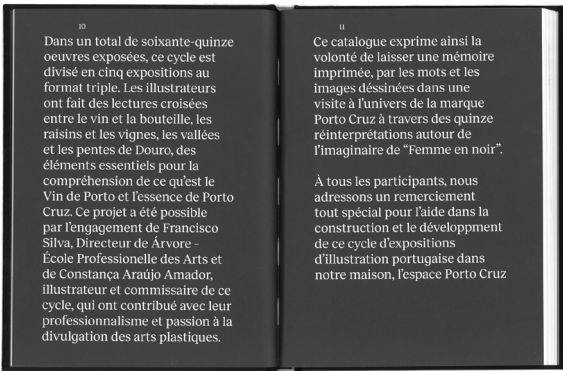 10
Dans un total de soixante-quinze
oeuvres exposées, ce cycle est
divisé en cinq expositions au
format triple. Les illustrateurs
ont fait des lectures croisées
entre le vin et la bouteille, les
raisins et les vignes, les vallées
et les pentes de Douro, des
éléments essentiels pour la
compréhension de ce qu'est le
Vin de Porto et l'essence de Porto
Cruz. Ce projet a été possible
par l'engagement de Francisco
Silva, Directeur de Árvore -
École Professionelle des Arts et
de Constança Araújo Amador,
illustrateur et commissaire de ce
cycle, qui ont contribué avec leur
professionnalisme et passion à la
divulgation des arts plastiques.
11
Ce catalogue exprime ainsi la
volonté de laisser une mémoire
imprimée, par les mots et les
images déssinées dans une
visite à l'univers de la marque
Porto Cruz à travers des quinze
réinterprétations autour de
l'imaginaire de “Femme en noir”.
À tous les participants, nous
adressons un remerciement
tout spécial pour l'aide dans la
construction et le développment
de ce cycle d'expositions
d'illustration portugaise dans
notre maison, l'espace Porto Cruz